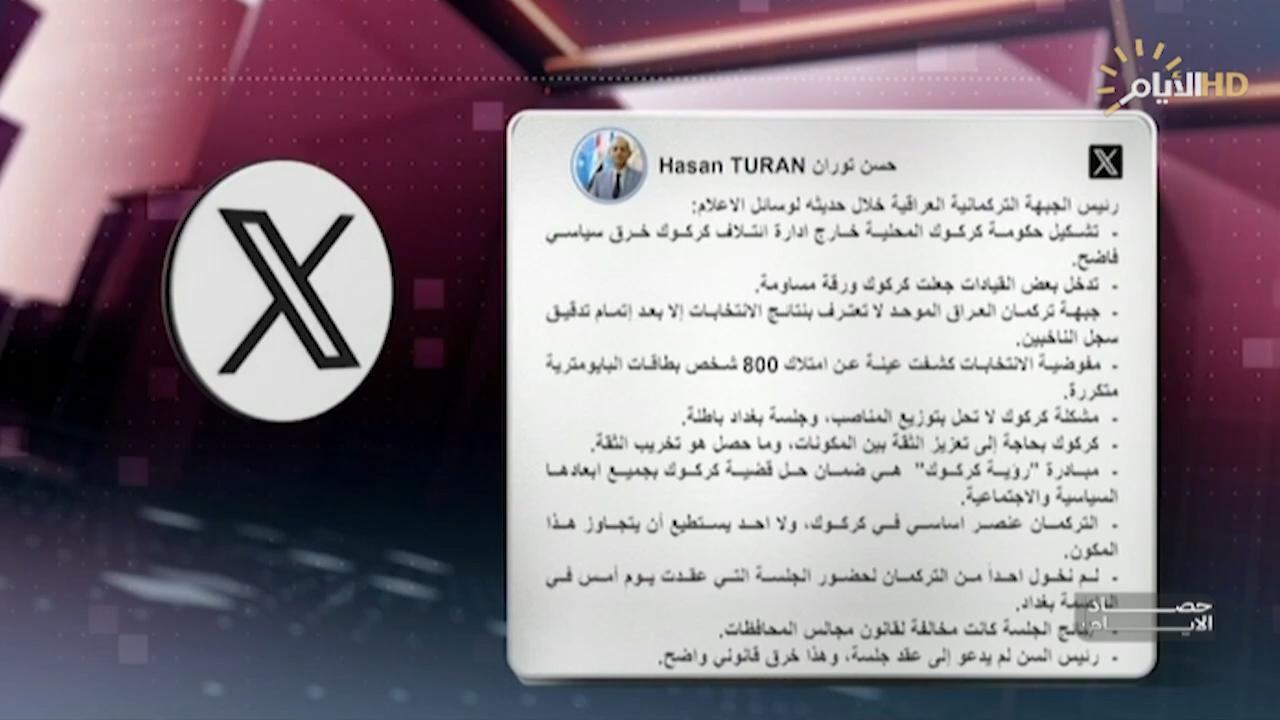 الأيام HD
حسن توران Hasan TURAN
رئيس الجبهة التركمانية العراقية خلال حديثه لوسائل الاعلام:
- تشكيل حكومة كركوك المحلية خارج ادارة ائتلاف كركوك خرق سياسي
فاضح.
- تدخل بعض القيادات جعلت كركوك ورقة مساومة.
- جبهة تركمان العراق الموحد لا تعترف بنتائج الانتخابات إلا بعد إتمام تدقيق
سجل الناخبين.
- مفوضية الانتخابات كشفت عينة عن امتلاك 800 شخص بطاقات البايومترية
متكررة.
- مشكلة كركوك لا تحل بتوزيع المناصب، وجلسة بغداد باطلة.
- كركوك بحاجة إلى تعزيز الثقة بين المكونات، وما حصل هو تخريب الثقة.
- مبادرة "رؤية كركوك" هي ضمان حل قضية كركوك بجميع ابعادها
السياسية والاجتماعية.
- التركمان عنصر اساسي في كركوك، ولا احد يستطيع أن يتجاوز هذا
المكون.
- لم نخول احداً من التركمان لحضور الجلسة التي عقدت يوم أمس في
بغداد.
- نتائج الجلسة كانت مخالفة لقانون مجالس المحافظات.
- رئيس السن لم يدعو إلى عقد جلسة، وهذا خرق قانوني واضح.
حصاد
الايام